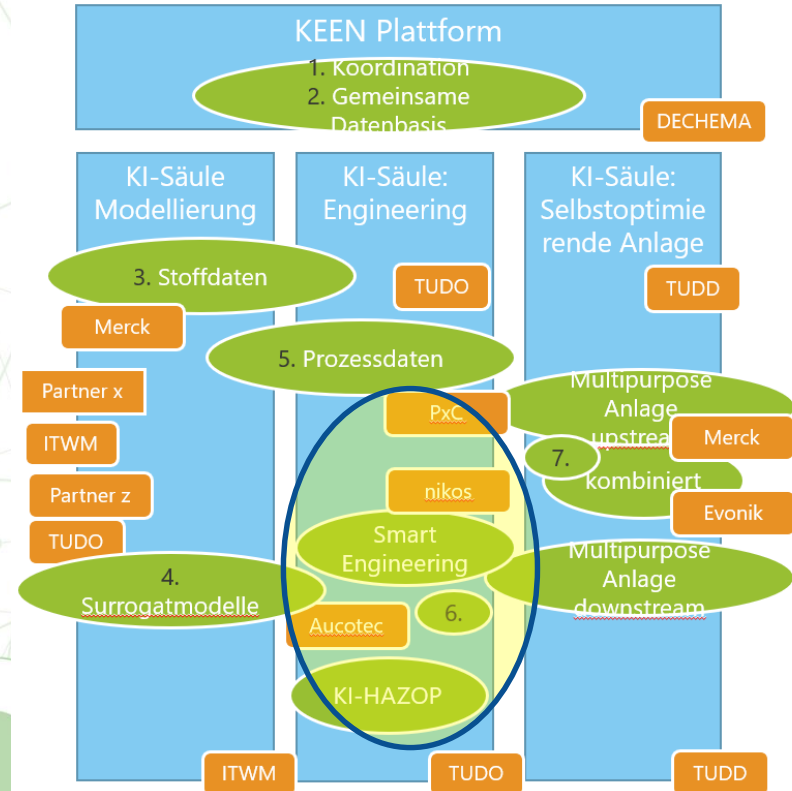 KEEN Plattform
1. Koordination
2. Gemeinsame
Datenbasis
DECHEMA
KI-Säule
Modellierung
KI-Säule:
Engineering
KI-Säule:
Selbstoptimie
rende Anlage
3. Stoffdaten
TUDO
TUDD
Merck
5. Prozessdaten
Partner x
PxC
Multipurpose
Anlage
upstream
Merck
ITWM
7.
kombiniert
Partner z
nikos
Evonik
TUDO
Smart
Engineering
Multipurpose
Anlage
downstream
4.
Surrogatmodelle
Aucotec
6.
KI-HAZOP
ITWM
TUDO
TUDD